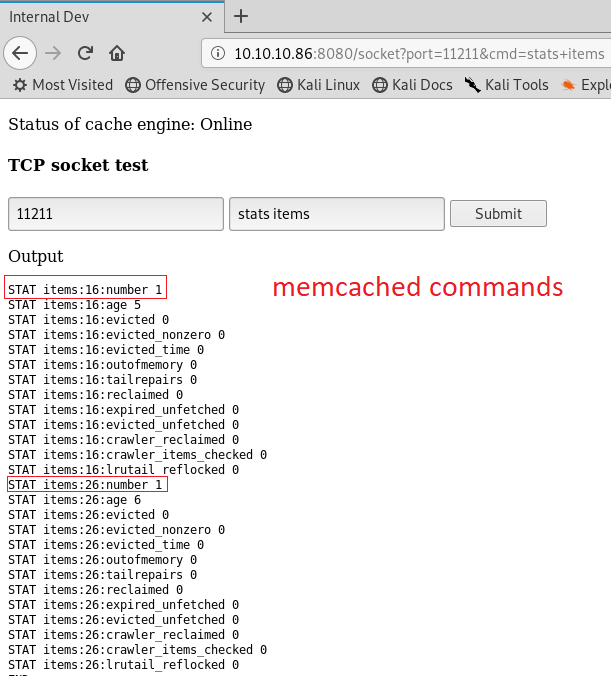 Internal Dev
10.10.10.86:8080/socket?port=11211&cmd=stats+items
Most Visited Offensive Security Kali Linux Kali Docs Kali Tools Expl
Status of cache engine: Online
TCP socket test
11211 stats items Submit
Output
memcached commands
STAT items:16:number 1
STAT items:16:age 5
STAT items:16:evicted 0
STAT items:16:evicted_nonzero 0
STAT items:16:evicted_time 0
STAT items:16:outofmemory 0
STAT items:16:tailrepairs 0
STAT items:16:reclaimed 0
STAT items:16:expired_unfetched 0
STAT items:16:evicted_unfetched 0
STAT items:16:crawler_reclaimed 0
STAT items:16:crawler_items_checked 0
STAT items:16:lrutail_reflocked 0
STAT items:26:number 1
STAT items:26:age 6
STAT items:26:evicted 0
STAT items:26:evicted_nonzero 0
STAT items:26:evicted_time 0
STAT items:26:outofmemory 0
STAT items:26:tailrepairs 0
STAT items:26:reclaimed 0
STAT items:26:expired_unfetched 0
STAT items:26:evicted_unfetched 0
STAT items:26:crawler_reclaimed 0
STAT items:26:crawler_items_checked 0
STAT items:26:lrutail_reflocked 0